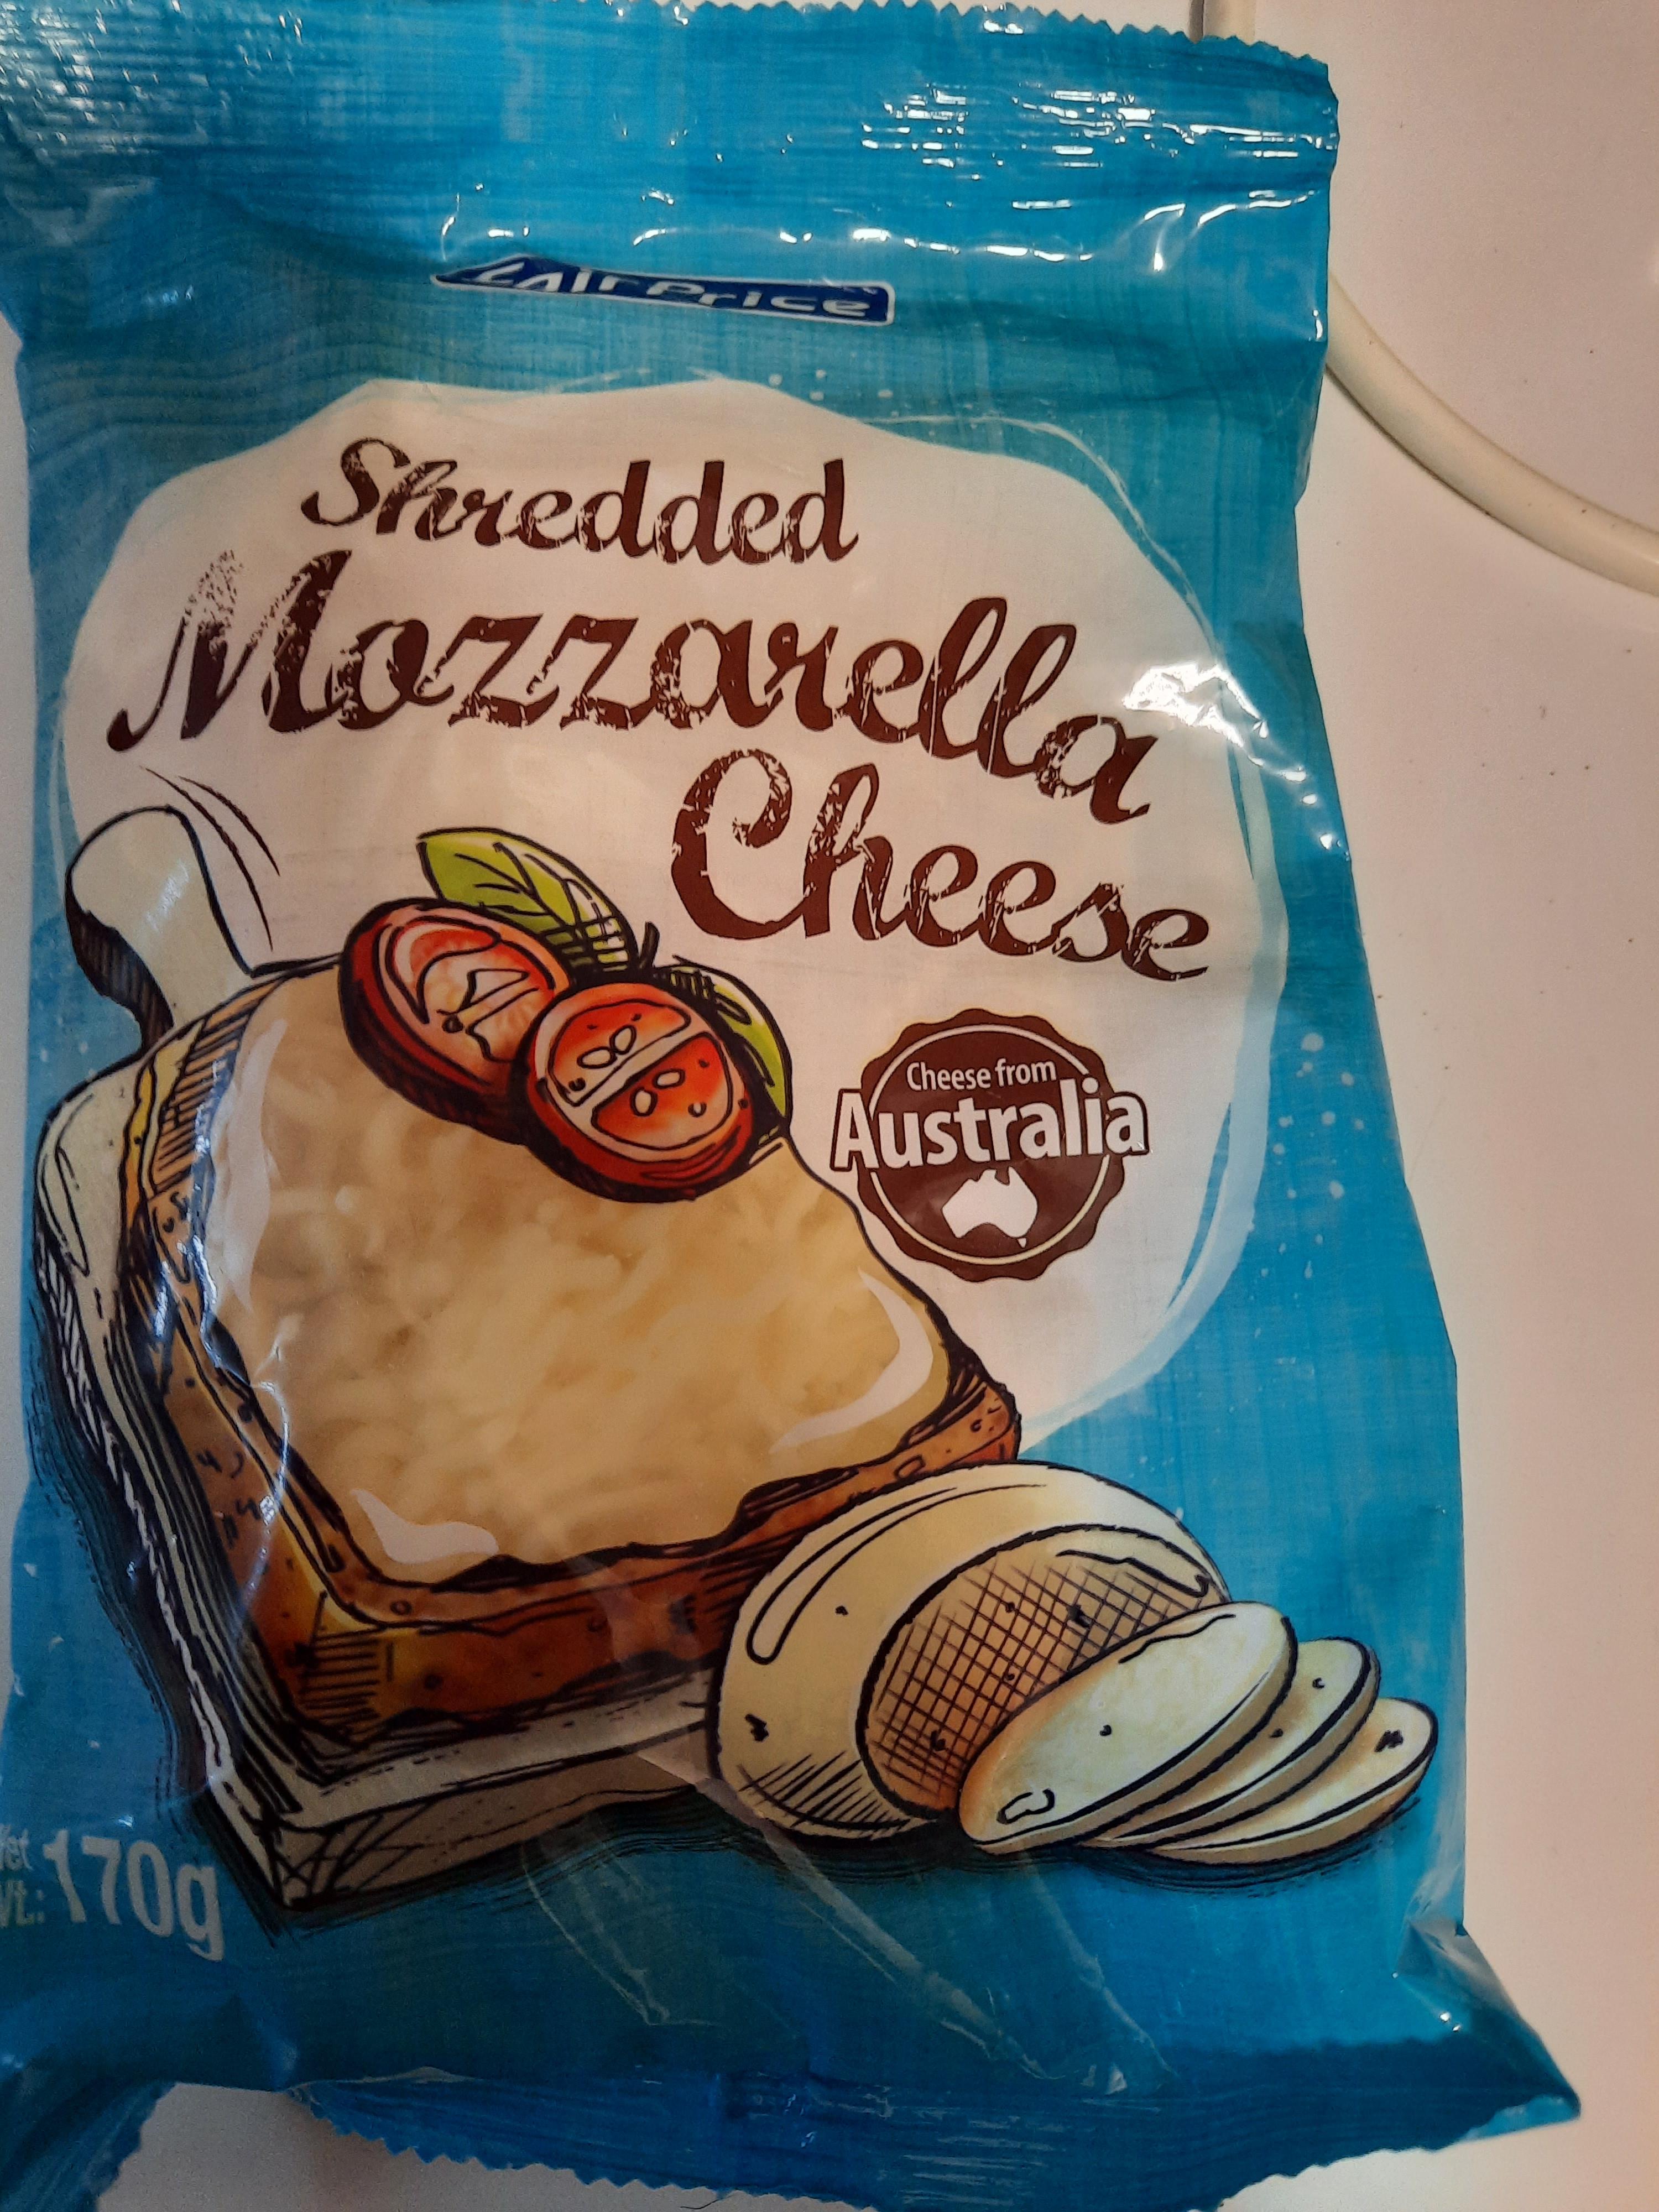 FairPrice
Shredded
Mozzarella
Cheese
Cheese from
Australia
170g